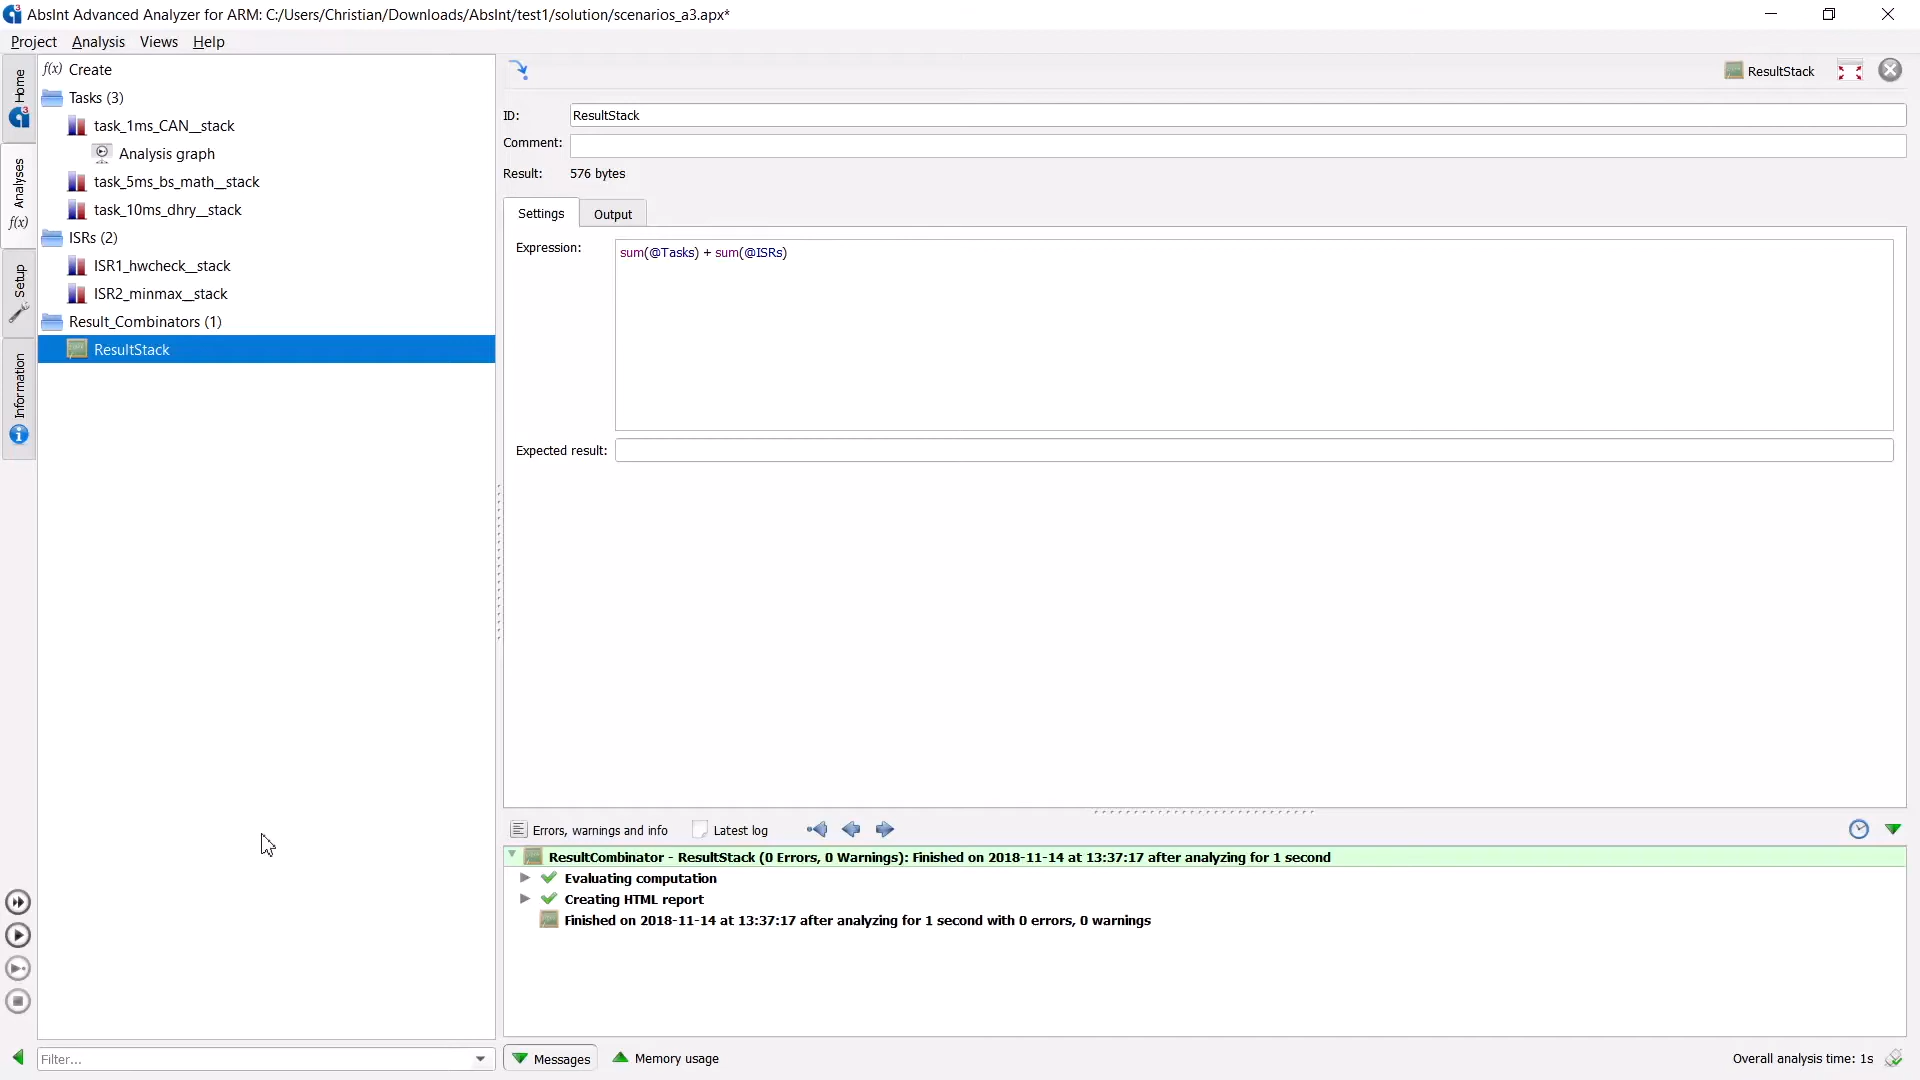 AbsInt Advanced Analyzer for ARM: C:/Users/Christian/Downloads/AbsInt/test1/solution/scenarios_a3.apx*
Project Analysis Views Help
Home
Analyses
f(x)
Setup
Information
f(x) Create
Tasks (3)
task_1ms_CAN__stack
Analysis graph
task_5ms_bs_math__stack
task_10ms_dhry__stack
ISRs (2)
ISR1_hwcheck__stack
ISR2_minmax__stack
Result_Combinators (1)
ResultStack
Filter...
ResultStack
ID: ResultStack
Comment:
Result: 576 bytes
Settings Output
Expression: sum(@Tasks) + sum(@ISRs)
Expected result:
Errors, warnings and info Latest log
ResultCombinator - ResultStack (0 Errors, 0 Warnings): Finished on 2018-11-14 at 13:37:17 after analyzing for 1 second
Evaluating computation
Creating HTML report
Finished on 2018-11-14 at 13:37:17 after analyzing for 1 second with 0 errors, 0 warnings
Messages Memory usage
Overall analysis time: 1s